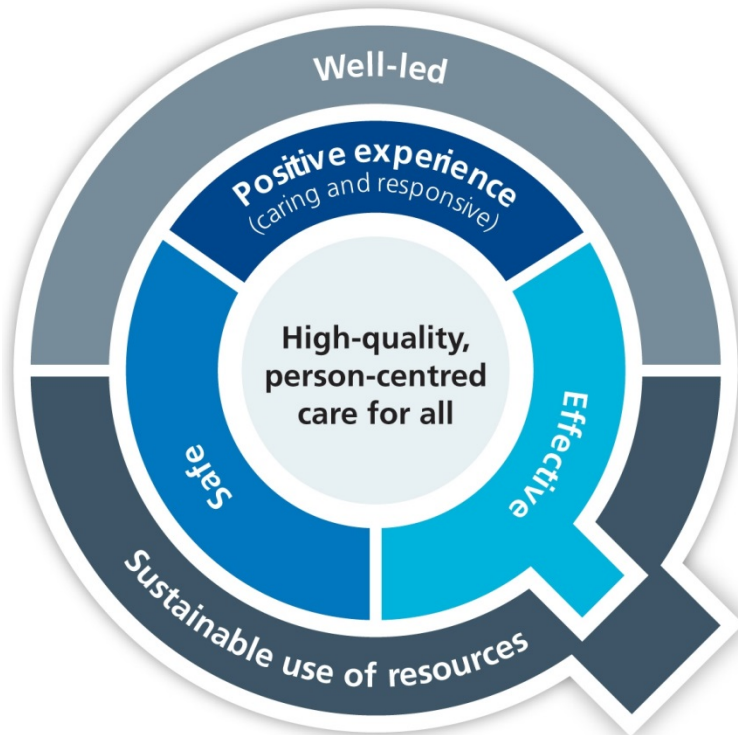 Well-led
Positive experience
(caring and responsive)
High-quality,
person-centred
care for all
Safe
Effective
Sustainable use of resources